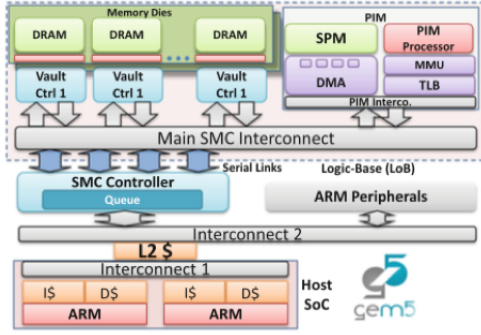 Memory Dies
DRAM
DRAM
DRAM
Vault
Ctrl 1
Vault
Ctrl 1
Vault
Ctrl 1
PIM
SPM
PIM
Processor
DMA
MMU
TLB
PIM Interco.
Main SMC Interconnect
Serial Links
Logic-Base (LoB)
SMC Controller
Queue
ARM Peripherals
Interconnect 2
L2 $
Interconnect 1
I$
D$
I$
D$
ARM
ARM
Host
SoC
gem5